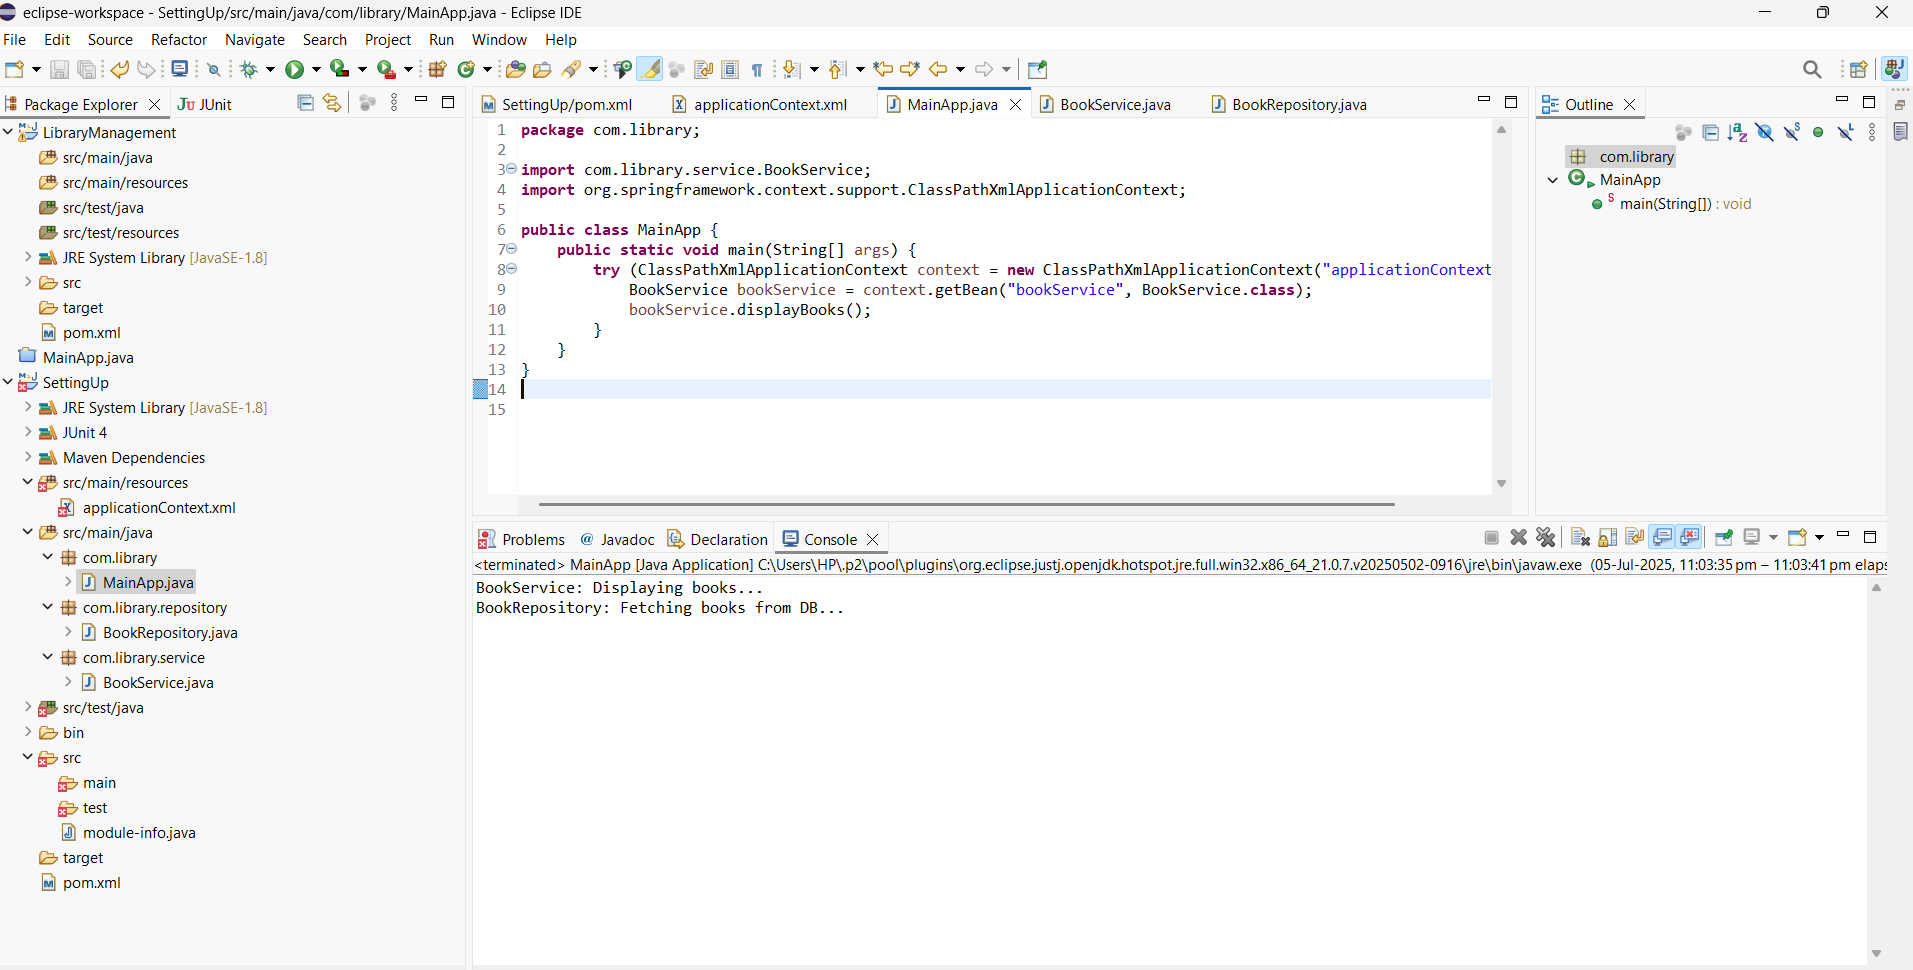 eclipse-workspace - SettingUp/src/main/java/com/library/MainApp.java - Eclipse IDE
File Edit Source Refactor Navigate Search Project Run Window Help
Package Explorer
JUnit
LibraryManagement
src/main/java
src/main/resources
src/test/java
src/test/resources
JRE System Library [JavaSE-1.8]
src
target
pom.xml
MainApp.java
SettingUp
JRE System Library [JavaSE-1.8]
JUnit 4
Maven Dependencies
src/main/resources
applicationContext.xml
src/main/java
com.library
MainApp.java
com.library.repository
BookRepository.java
com.library.service
BookService.java
src/test/java
bin
src
main
test
module-info.java
target
pom.xml
SettingUp/pom.xml applicationContext.xml MainApp.java BookService.java BookRepository.java
1 package com.library;
2
3 import com.library.service.BookService;
4 import org.springframework.context.support.ClassPathXmlApplicationContext;
5
6 public class MainApp {
7     public static void main(String[] args) {
8         try (ClassPathXmlApplicationContext context = new ClassPathXmlApplicationContext("applicationContext
9             BookService bookService = context.getBean("bookService", BookService.class);
10             bookService.displayBooks();
11         }
12     }
13 }
14
15
Outline
com.library
MainApp
main(String[]) : void
Problems Javadoc Declaration Console
<terminated> MainApp [Java Application] C:\Users\HP\.p2\pool\plugins\org.eclipse.justj.openjdk.hotspot.jre.full.win32.x86_64_21.0.7.v20250502-0916\jre\bin\javaw.exe (05-Jul-2025, 11:03:35 pm – 11:03:41 pm elaps
BookService: Displaying books...
BookRepository: Fetching books from DB...